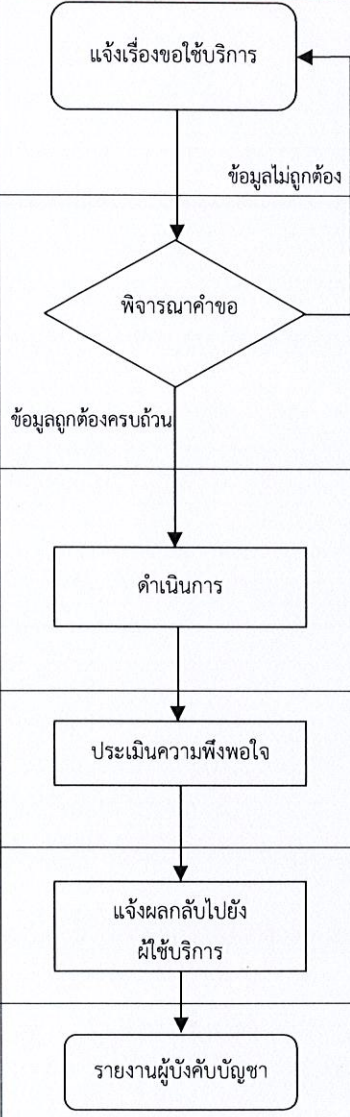 แจ้งเรื่องขอใช้บริการ
ข้อมูลไม่ถูกต้อง
พิจารณาคำขอ
ข้อมูลถูกต้องครบถ้วน
ดำเนินการ
ประเมินความพึงพอใจ
แจ้งผลกลับไปยัง
ผู้ใช้บริการ
รายงานผู้บังคับบัญชา